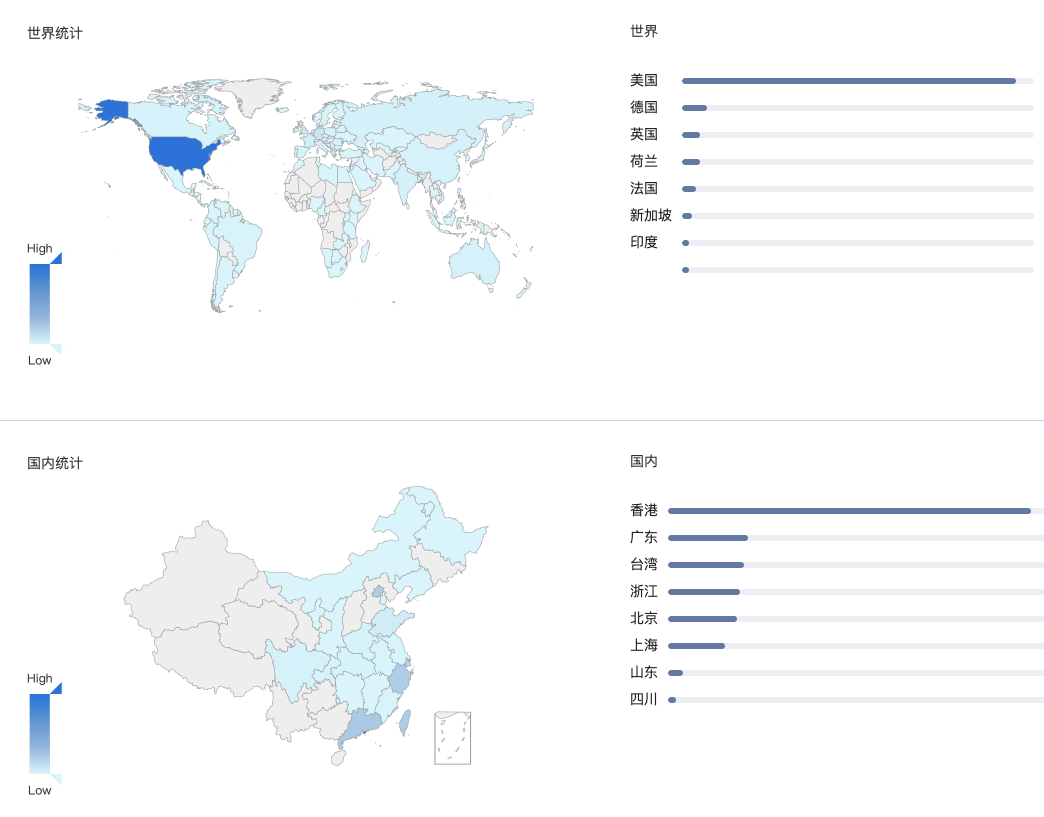 世界统计
High
Low
世界
美国
德国
英国
荷兰
法国
新加坡
印度
国内统计
High
Low
国内
香港
广东
台湾
浙江
北京
上海
山东
四川